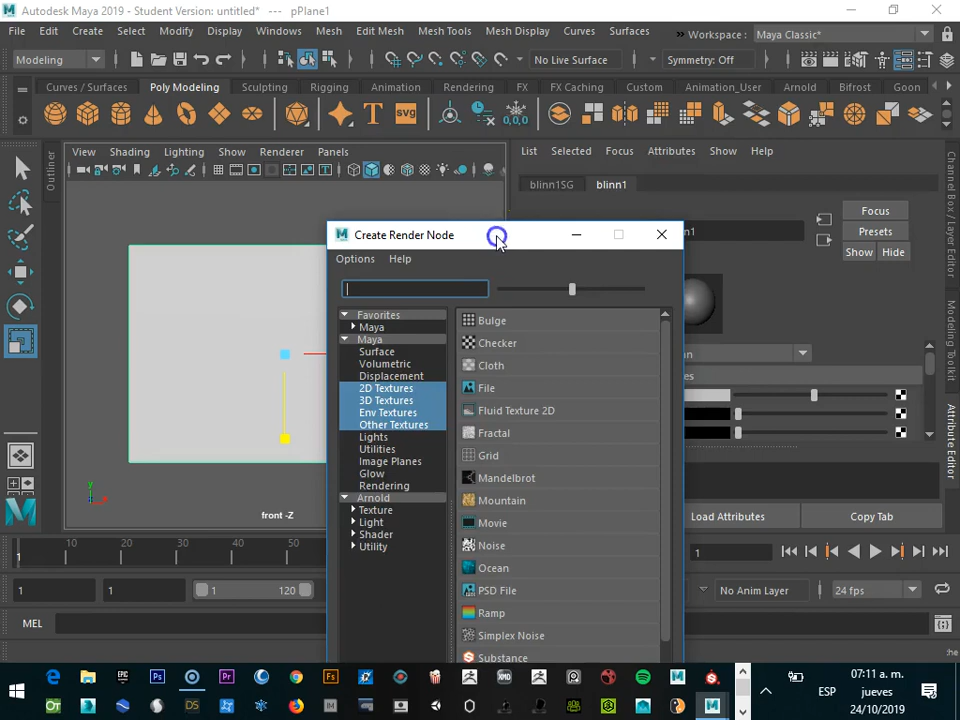 Autodesk Maya 2019 - Student Version: untitled* --- pPlane1
File Edit Create Select Modify Display Windows Mesh Edit Mesh Mesh Tools Mesh Display Curves Surfaces Workspace : Maya Classic*
Modeling No Live Surface Symmetry: Off
Curves / Surfaces Poly Modeling Sculpting Rigging Animation Rendering FX FX Caching Custom Animation_User Arnold Bifrost Goon
T svg 0,0,0
View Shading Lighting Show Renderer Panels
List Selected Focus Attributes Show Help
Outliner
blinn1SG blinn1
Focus
Presets
Show Hide
Create Render Node
Options Help
Favorites
Maya
Maya
Surface
Volumetric
Displacement
2D Textures
3D Textures
Env Textures
Other Textures
Lights
Utilities
Image Planes
Glow
Rendering
Arnold
Texture
Light
Shader
Utility
Bulge
Checker
Cloth
File
Fluid Texture 2D
Fractal
Grid
Mandelbrot
Mountain
Movie
Noise
Ocean
PSD File
Ramp
Simplex Noise
Substance
Channel Box / Layer Editor
Modeling Toolkit
Attribute Editor
y
x
front -Z
Load Attributes Copy Tab
1 10 20 30 40 50
1
1 1 1 120 No Anim Layer 24 fps
MEL
07:11 a. m.
ESP jueves
24/10/2019